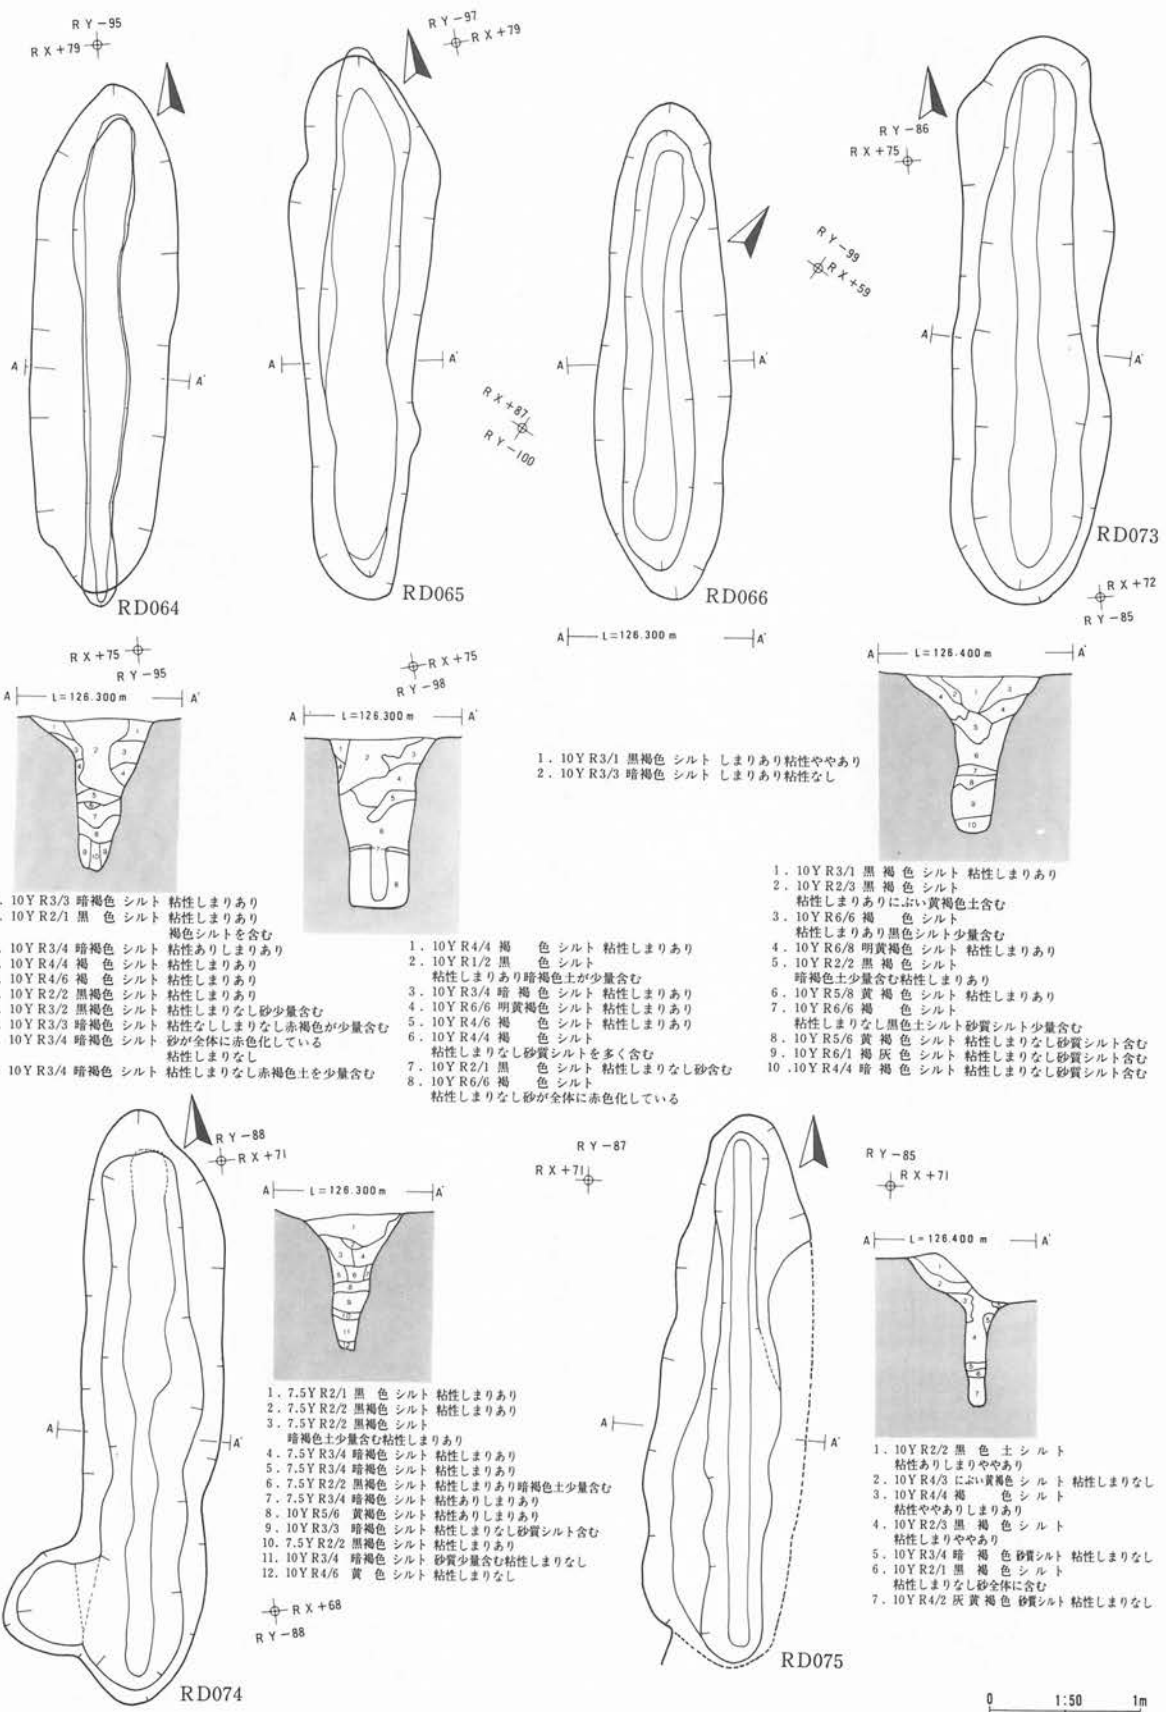 RY-95
RX+79
RY-97
RX+79
RY-86
RX+75
RY-99
RX+59
A A'
A A'
RX+87
RY-100
A A'
A A'
RD064
RD065
RD066
RD073
RX+72
RY-85
RX+75
RY-95
RX+75
RY-98
A L=126.300m A'
A L=126.300m A'
A L=126.300m A'
A L=126.400m A'
1. 10YR3/1 黒褐色 シルト しまりあり粘性ややあり
2. 10YR3/3 暗褐色 シルト しまりあり粘性なし
10YR3/3 暗褐色 シルト 粘性しまりあり
10YR2/1 黒 色 シルト 粘性しまりあり
褐色シルトを含む
10YR3/4 暗褐色 シルト 粘性ありしまりあり
10YR4/4 褐 色 シルト 粘性しまりあり
10YR4/6 褐 色 シルト 粘性しまりあり
10YR2/2 黒褐色 シルト 粘性しまりあり
10YR3/2 黒褐色 シルト 粘性しまりなし砂少量含む
10YR3/3 暗褐色 シルト 粘性なししまりなし赤褐色が少量含む
10YR3/4 暗褐色 シルト 砂が全体に赤色化している
粘性しまりなし
10YR3/4 暗褐色 シルト 粘性しまりなし赤褐色土を少量含む
1. 10YR4/4 褐 色 シルト 粘性しまりあり
2. 10YR1/2 黒 色 シルト
粘性しまりあり暗褐色土が少量含む
3. 10YR3/4 暗 褐 色 シルト 粘性しまりあり
4. 10YR6/6 明黄褐色 シルト 粘性しまりあり
5. 10YR4/6 褐 色 シルト 粘性しまりあり
6. 10YR4/4 褐 色 シルト
粘性しまりなし砂質シルトを多く含む
7. 10YR2/1 黒 色 シルト 粘性しまりなし砂含む
8. 10YR6/6 褐 色 シルト
粘性しまりなし砂が全体に赤色化している
1. 10YR3/1 黒 褐 色 シルト 粘性しまりあり
2. 10YR2/3 黒 褐 色 シルト
粘性しまりありにぶい黄褐色土含む
3. 10YR6/6 褐 色 シルト
粘性しまりあり黒色シルト少量含む
4. 10YR6/8 明黄褐色 シルト 粘性しまりあり
5. 10YR2/2 黒 褐 色 シルト
暗褐色土少量含む粘性しまりあり
6. 10YR5/8 黄 褐 色 シルト 粘性しまりあり
7. 10YR6/6 褐 色 シルト
粘性しまりなし黒色土シルト砂質シルト少量含む
8. 10YR5/6 黄 褐 色 シルト 粘性しまりなし砂質シルト含む
9. 10YR6/1 褐 灰 色 シルト 粘性しまりなし砂質シルト含む
10. 10YR4/4 暗 褐 色 シルト 粘性しまりなし砂質シルト含む
RY-88
RX+71
A L=126.300m A'
RY-87
RX+71
RY-85
RX+71
A L=126.400m A'
A A'
A A'
1. 7.5YR2/1 黒 色 シルト 粘性しまりあり
2. 7.5YR2/2 黒褐色 シルト 粘性しまりあり
3. 7.5YR2/2 黒褐色 シルト
暗褐色土少量含む粘性しまりあり
4. 7.5YR3/4 暗褐色 シルト 粘性しまりあり
5. 7.5YR3/4 暗褐色 シルト 粘性しまりあり
6. 7.5YR2/2 黒褐色 シルト 粘性しまりあり暗褐色土少量含む
7. 7.5YR3/4 暗褐色 シルト 粘性ありしまりあり
8. 10YR5/6 黄褐色 シルト 粘性ありしまりあり
9. 10YR3/3 暗褐色 シルト 粘性しまりなし砂質シルト含む
10. 7.5YR2/2 黒褐色 シルト 粘性しまりあり
11. 10YR3/4 暗褐色 シルト 砂質少量含む粘性しまりなし
12. 10YR4/6 黄 色 シルト 粘性しまりなし
RX+68
RY-88
1. 10YR2/2 黒 色 土 シルト
粘性ありしまりややあり
2. 10YR4/3 にぶい黄褐色 シルト 粘性しまりなし
3. 10YR4/4 褐 色 シルト
粘性ややありしまりあり
4. 10YR2/3 黒 褐 色 シルト
粘性しまりややあり
5. 10YR3/4 暗 褐 色 砂質シルト 粘性しまりなし
6. 10YR2/1 黒 褐 色 シルト
粘性しまりなし砂全体に含む
7. 10YR4/2 灰 黄 褐 色 砂質シルト 粘性しまりなし
RD074
RD075
0 1:50 1m